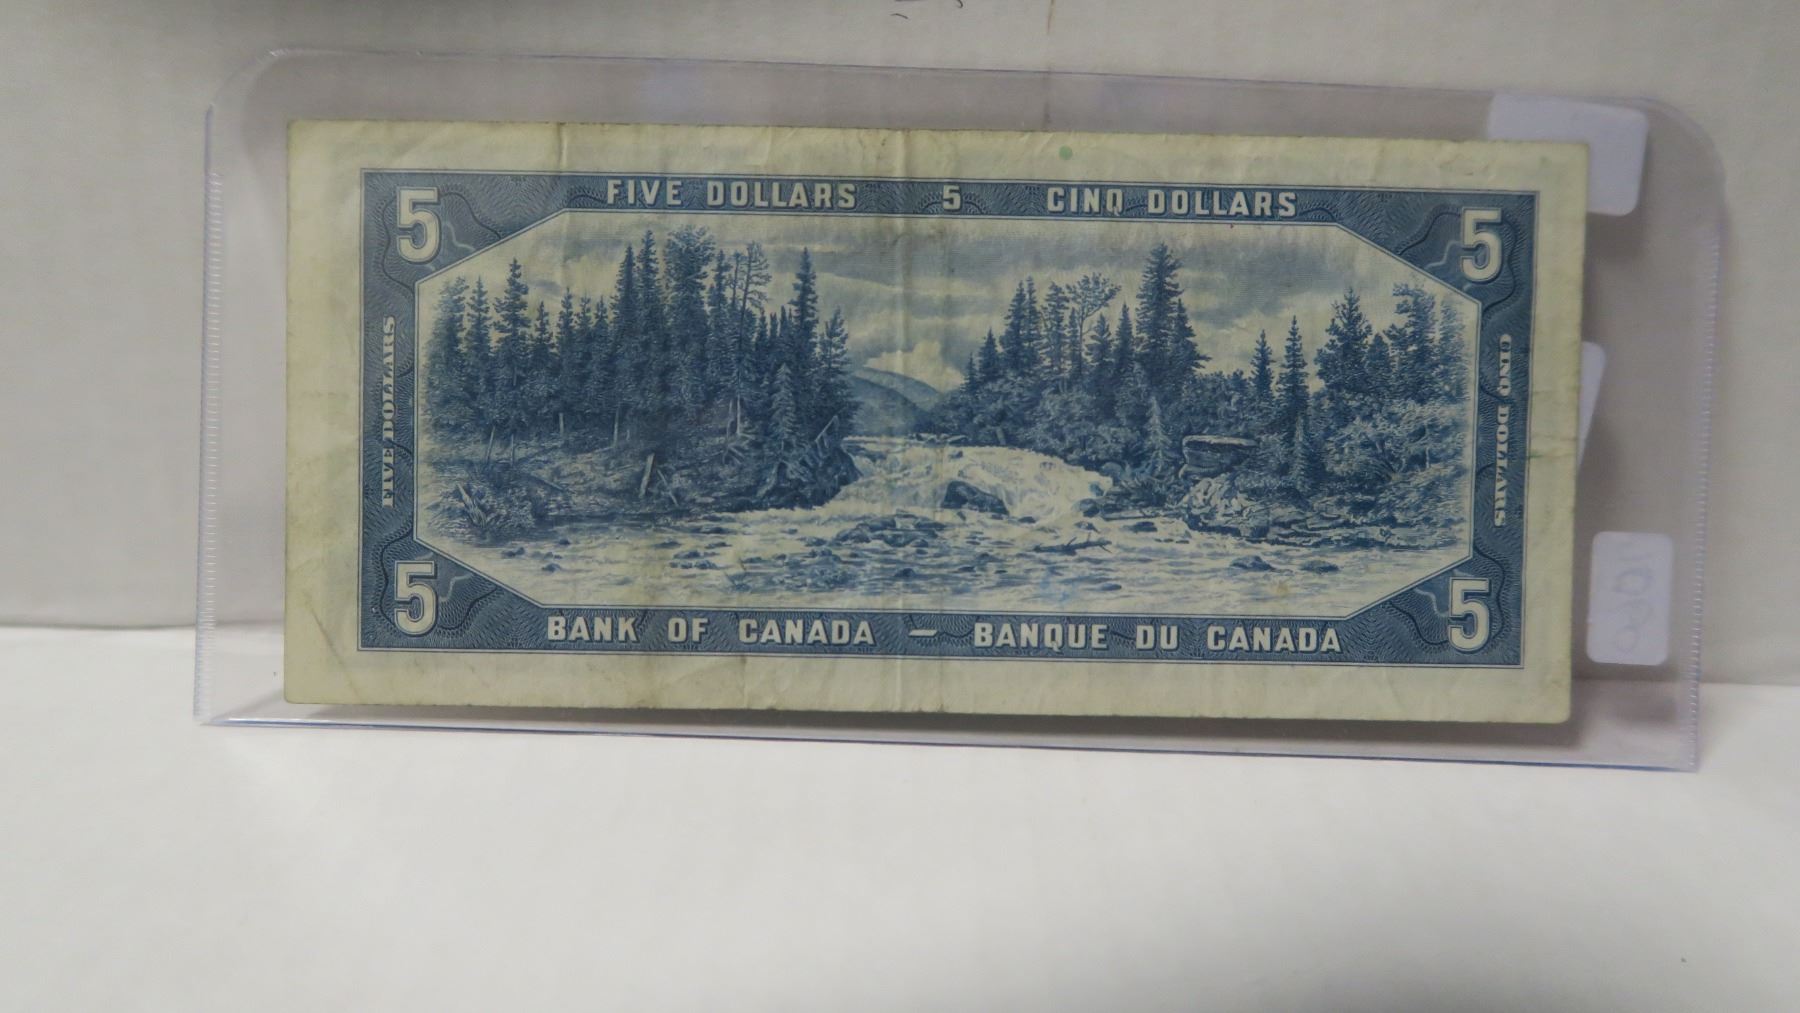 5 FIVE DOLLARS 5 CINQ DOLLARS 5
FIVE DOLLARS
CINQ DOLLARS
5 BANK OF CANADA — BANQUE DU CANADA 5